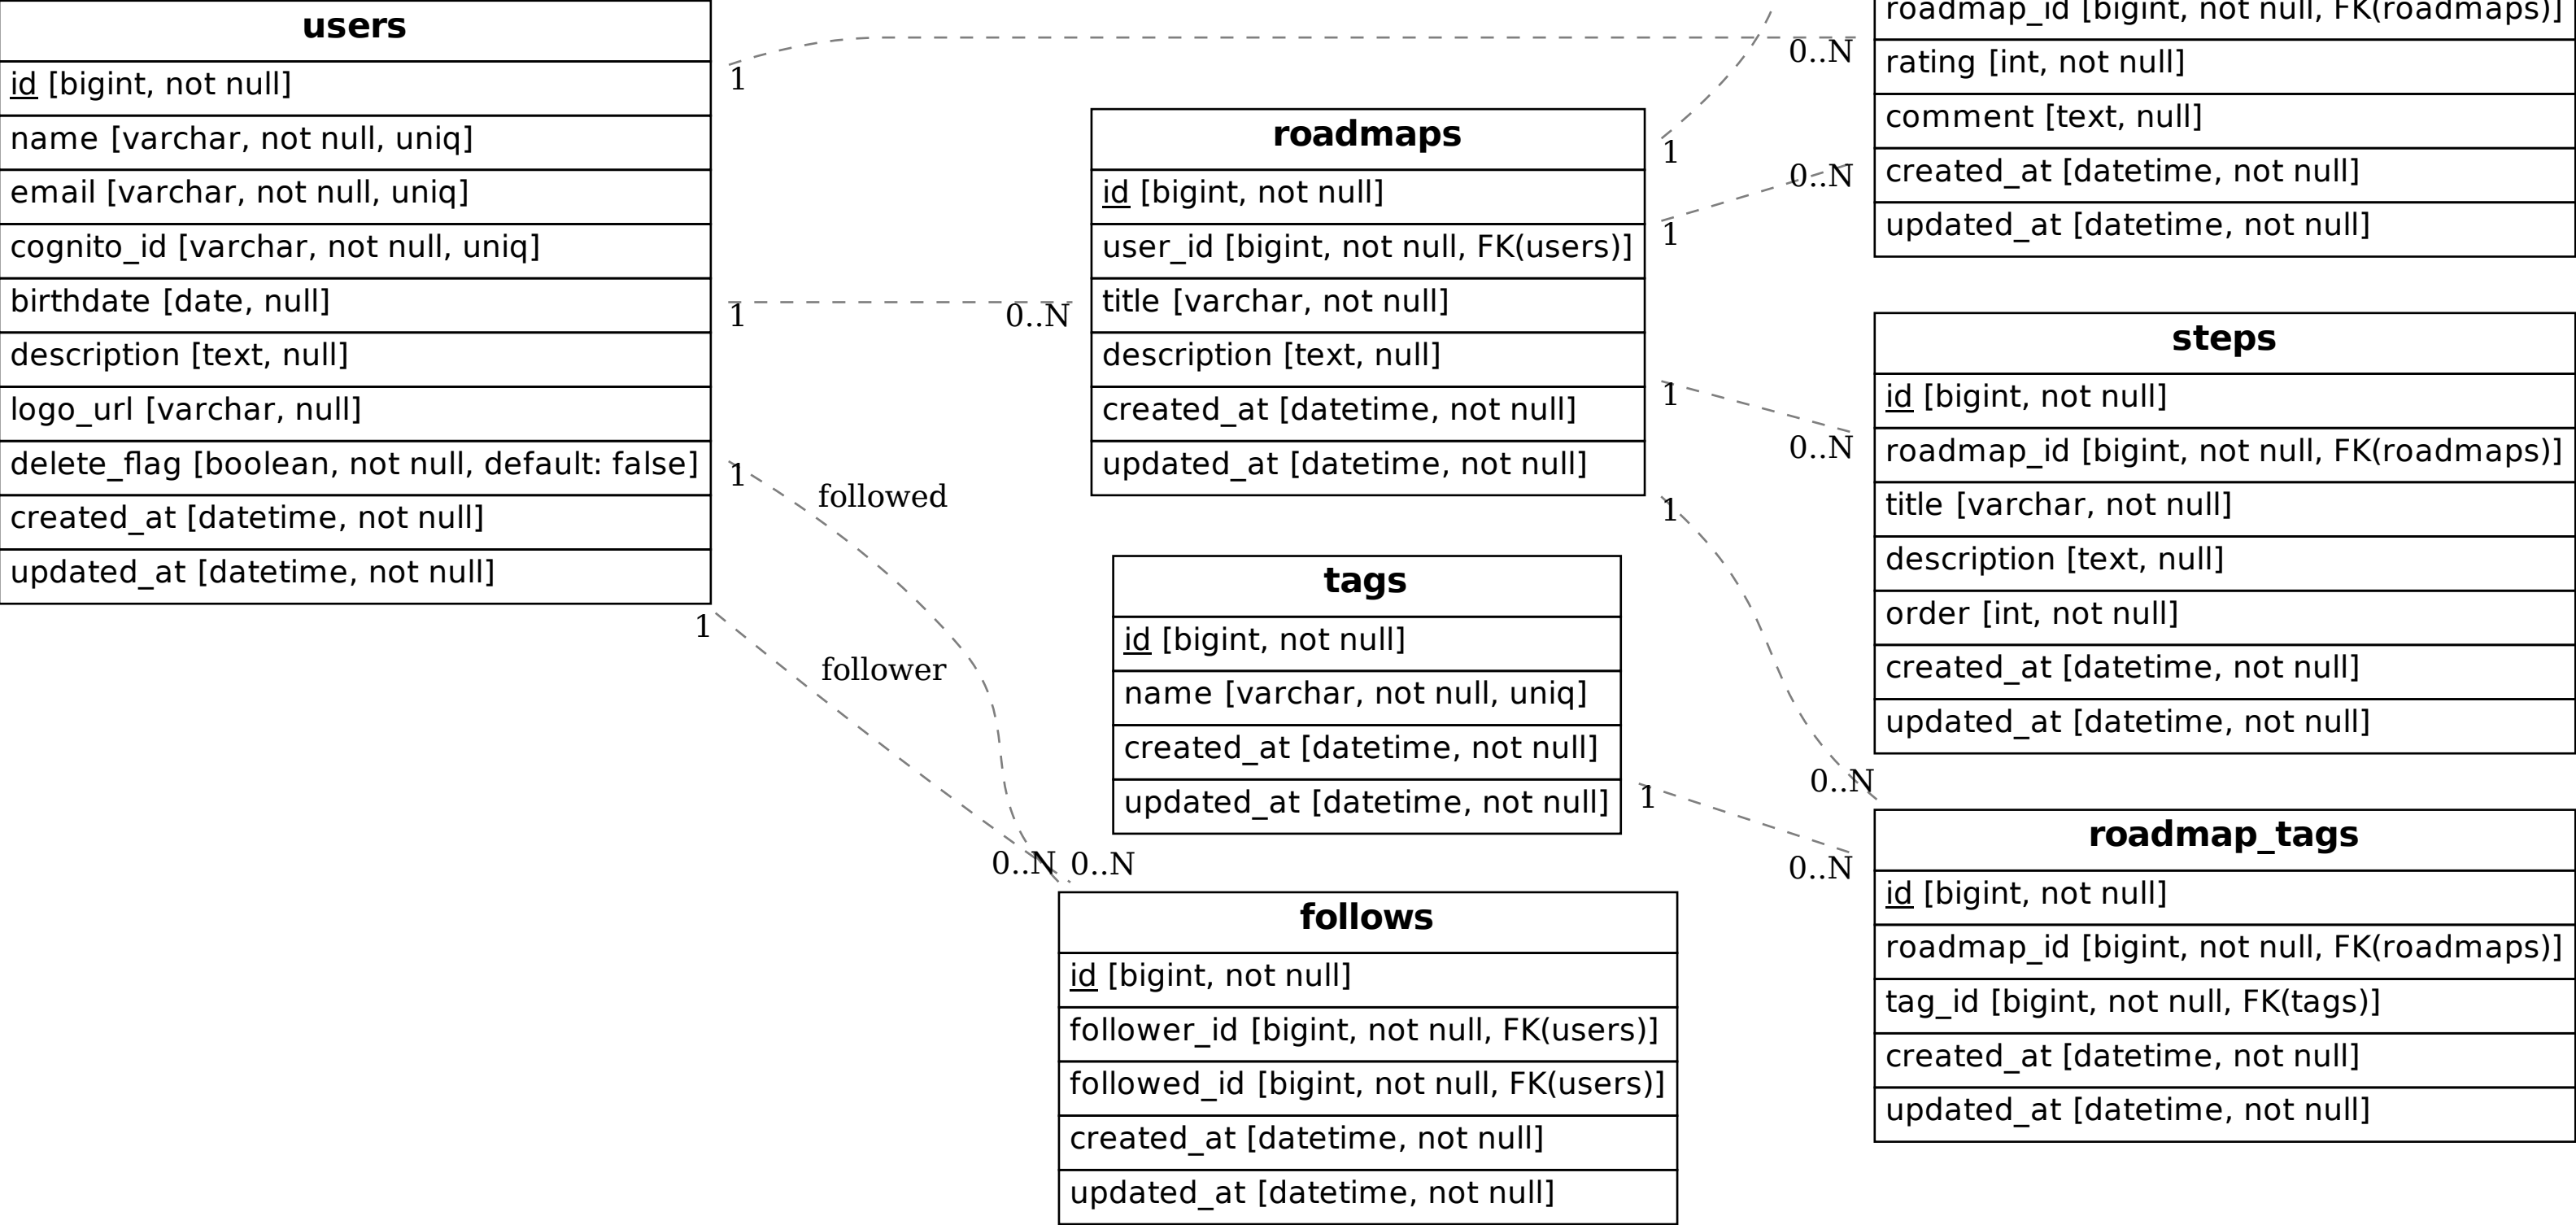 users
id [bigint, not null]
name [varchar, not null, uniq]
email [varchar, not null, uniq]
cognito_id [varchar, not null, uniq]
birthdate [date, null]
description [text, null]
logo_url [varchar, null]
delete_flag [boolean, not null, default: false]
created_at [datetime, not null]
updated_at [datetime, not null]
1
0..N
1
0..N
1
followed
0..N
1
follower
0..N
roadmaps
id [bigint, not null]
user_id [bigint, not null, FK(users)]
title [varchar, not null]
description [text, null]
created_at [datetime, not null]
updated_at [datetime, not null]
1
1
0..N
1
0..N
1
0..N
tags
id [bigint, not null]
name [varchar, not null, uniq]
created_at [datetime, not null]
updated_at [datetime, not null]
1
0..N
follows
id [bigint, not null]
follower_id [bigint, not null, FK(users)]
followed_id [bigint, not null, FK(users)]
created_at [datetime, not null]
updated_at [datetime, not null]
roadmap_id [bigint, not null, FK(roadmaps)]
rating [int, not null]
comment [text, null]
created_at [datetime, not null]
updated_at [datetime, not null]
steps
id [bigint, not null]
roadmap_id [bigint, not null, FK(roadmaps)]
title [varchar, not null]
description [text, null]
order [int, not null]
created_at [datetime, not null]
updated_at [datetime, not null]
roadmap_tags
id [bigint, not null]
roadmap_id [bigint, not null, FK(roadmaps)]
tag_id [bigint, not null, FK(tags)]
created_at [datetime, not null]
updated_at [datetime, not null]